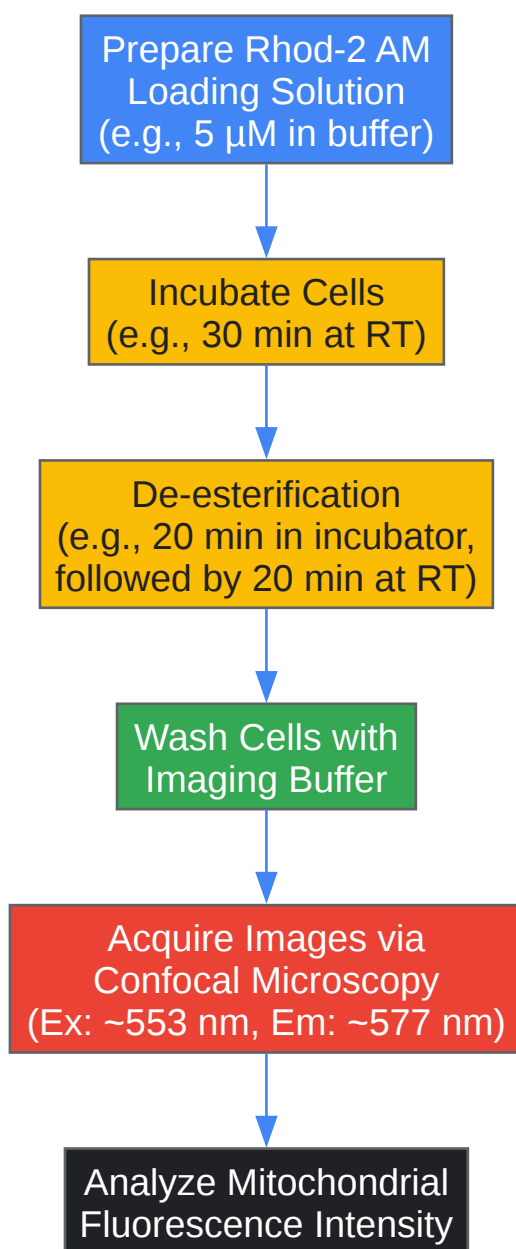 Prepare Rhod-2 AM
Loading Solution
(e.g., 5 µM in buffer)
Incubate Cells
(e.g., 30 min at RT)
De-esterification
(e.g., 20 min in incubator,
followed by 20 min at RT)
Wash Cells with
Imaging Buffer
Acquire Images via
Confocal Microscopy
(Ex: ~553 nm, Em: ~577 nm)
Analyze Mitochondrial
Fluorescence Intensity